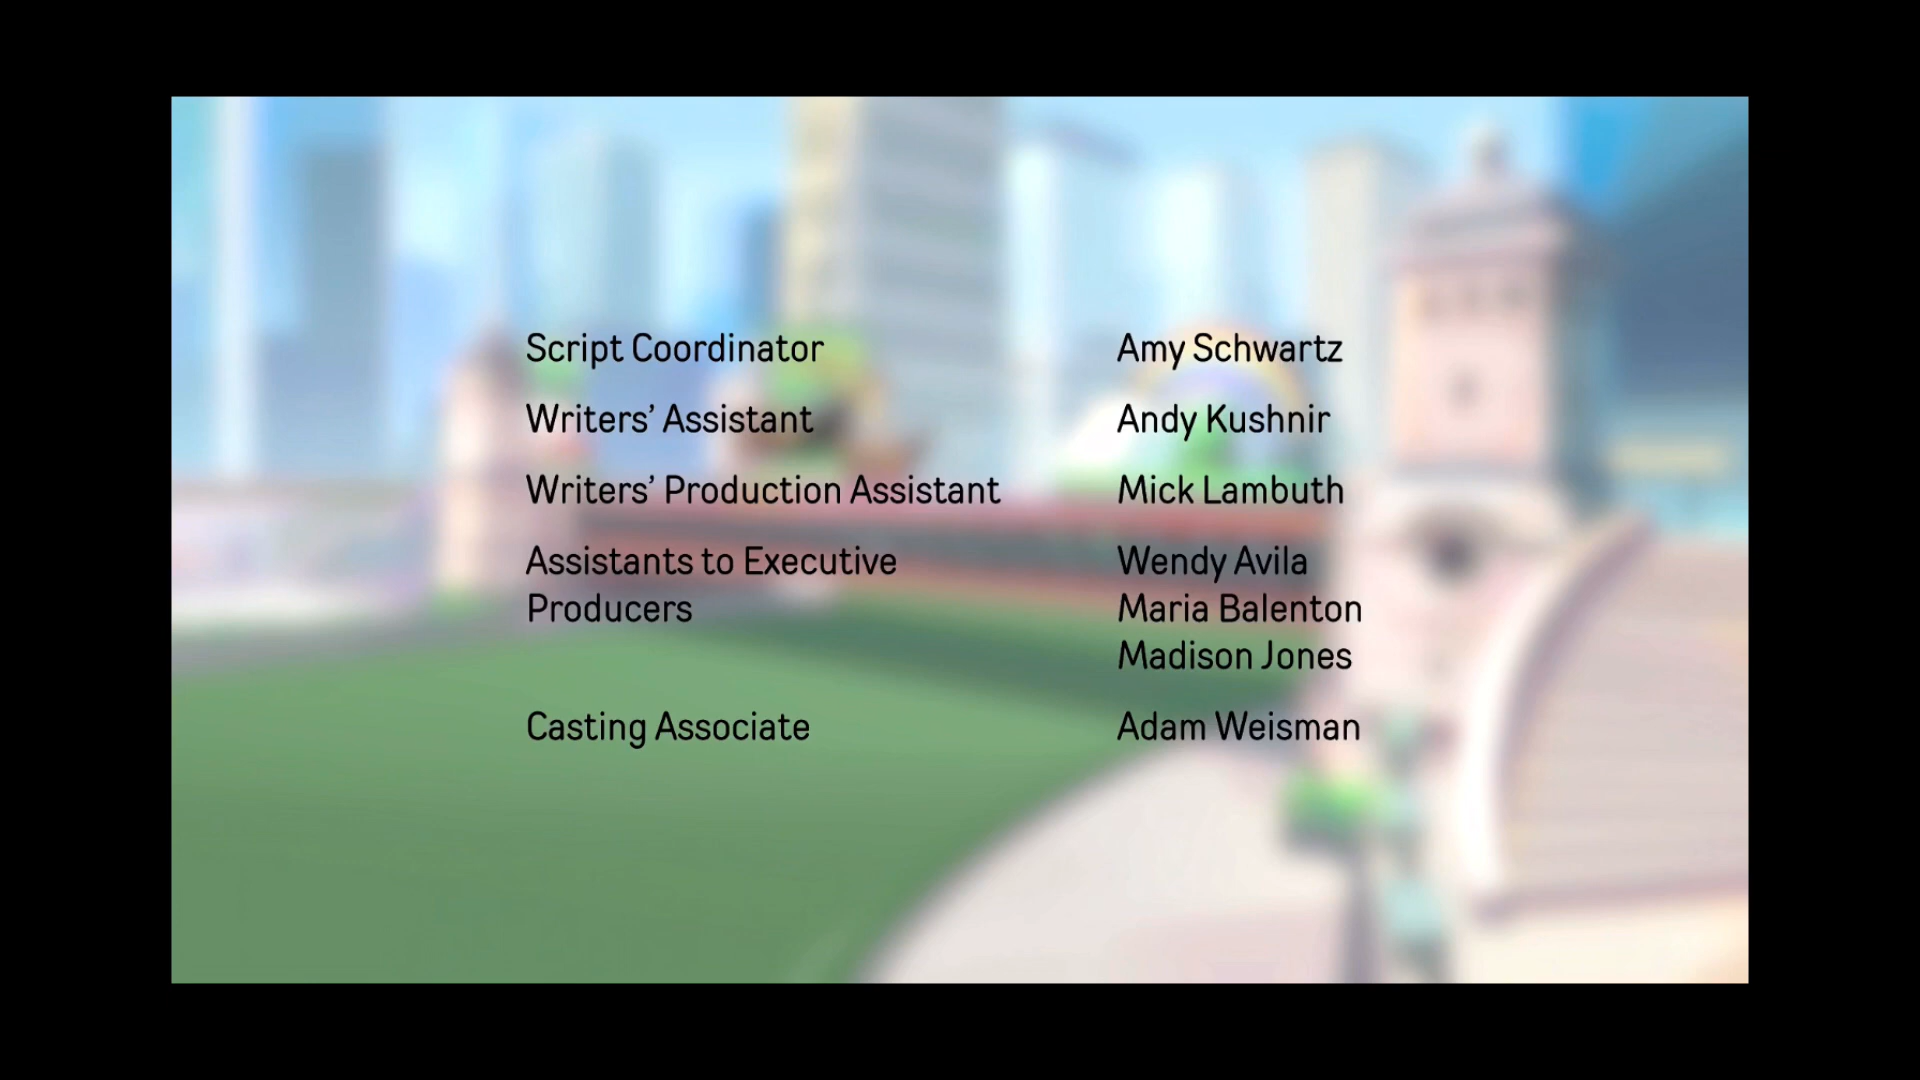 Script Coordinator Amy Schwartz
Writers’ Assistant Andy Kushnir
Writers’ Production Assistant Mick Lambuth
Assistants to Executive Wendy Avila
Producers Maria Balenton
Madison Jones
Casting Associate Adam Weisman